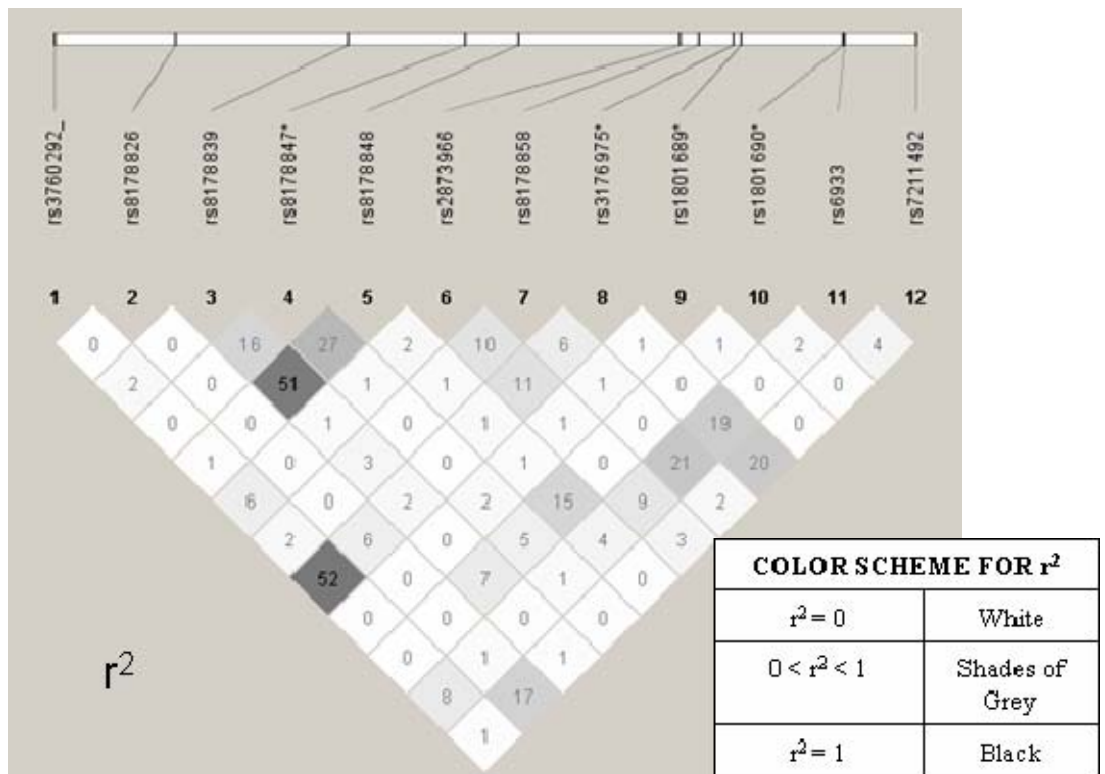 rs3760292_
rs8178826
rs8178839
rs8178847*
rs8178848
rs2873966
rs8178858
rs3176975*
rs1801689*
rs1801690*
rs6933
rs7211492
1 2 3 4 5 6 7 8 9 10 11 12
0 0 16 27 2 10 6 1 1 2 4
2 0 51 1 1 11 1 0 0 0
0 0 1 0 1 1 0 19 0
1 0 3 0 1 0 21 20
6 0 2 2 15 9 2
2 6 0 5 4 3
52 0 7 1 0
0 0 0 0
0 1 1
8 17
1
r²
COLOR SCHEME FOR r²
r² = 0 White
0 < r² < 1 Shades of
Grey
r² = 1 Black